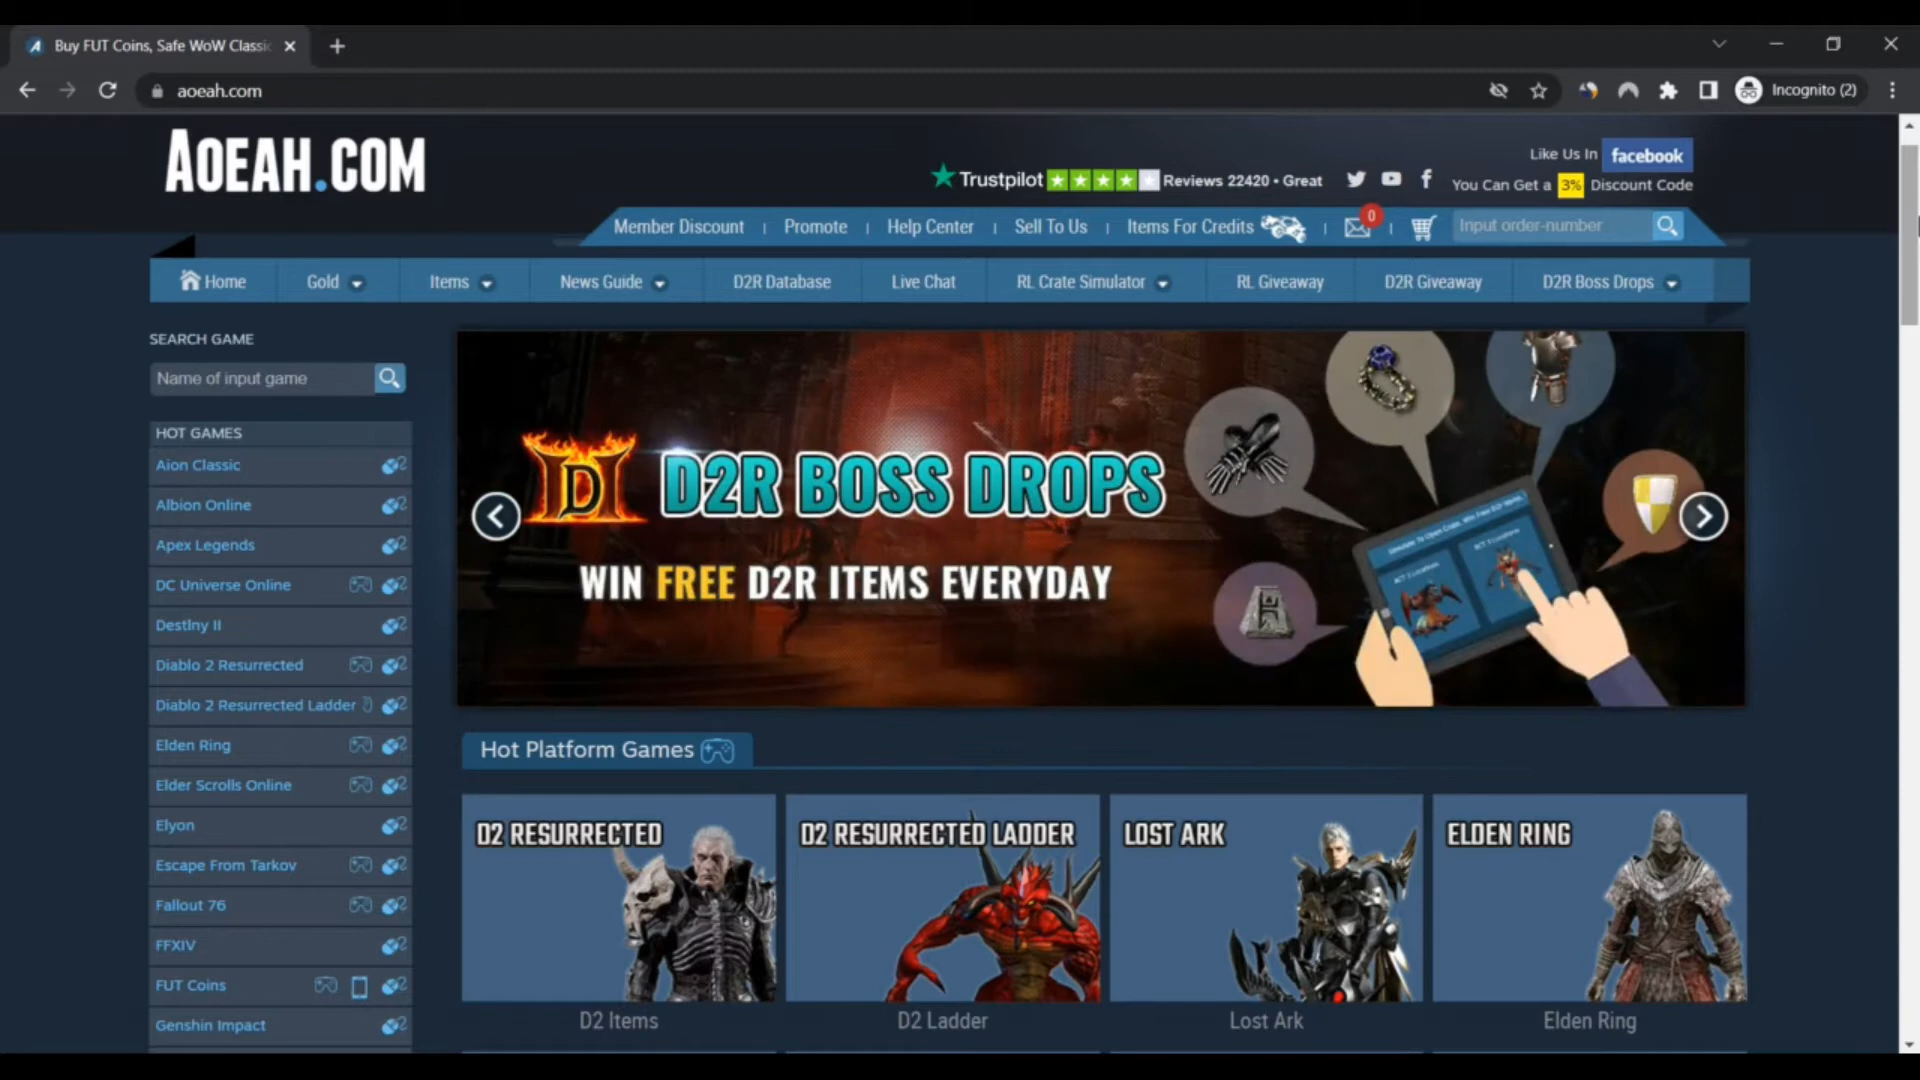 Buy FUT Coins, Safe WoW Classic
aoeah.com
Incognito (2)
AOEAH.COM
Trustpilot Reviews 22420 • Great
Like Us In facebook
You Can Get a 3% Discount Code
Member Discount | Promote | Help Center | Sell To Us | Items For Credits | 0 | Input order-number
Home Gold Items News Guide D2R Database Live Chat RL Crate Simulator RL Giveaway D2R Giveaway D2R Boss Drops
SEARCH GAME
Name of input game
HOT GAMES
Aion Classic
Albion Online
Apex Legends
DC Universe Online
DestIny II
Diablo 2 Resurrected
Diablo 2 Resurrected Ladder
Elden Ring
Elder Scrolls Online
Elyon
Escape From Tarkov
Fallout 76
FFXIV
FUT Coins
Genshin Impact
D2R BOSS DROPS
WIN FREE D2R ITEMS EVERYDAY
Hot Platform Games
D2 RESURRECTED
D2 RESURRECTED LADDER
LOST ARK
ELDEN RING
D2 Items
D2 Ladder
Lost Ark
Elden Ring